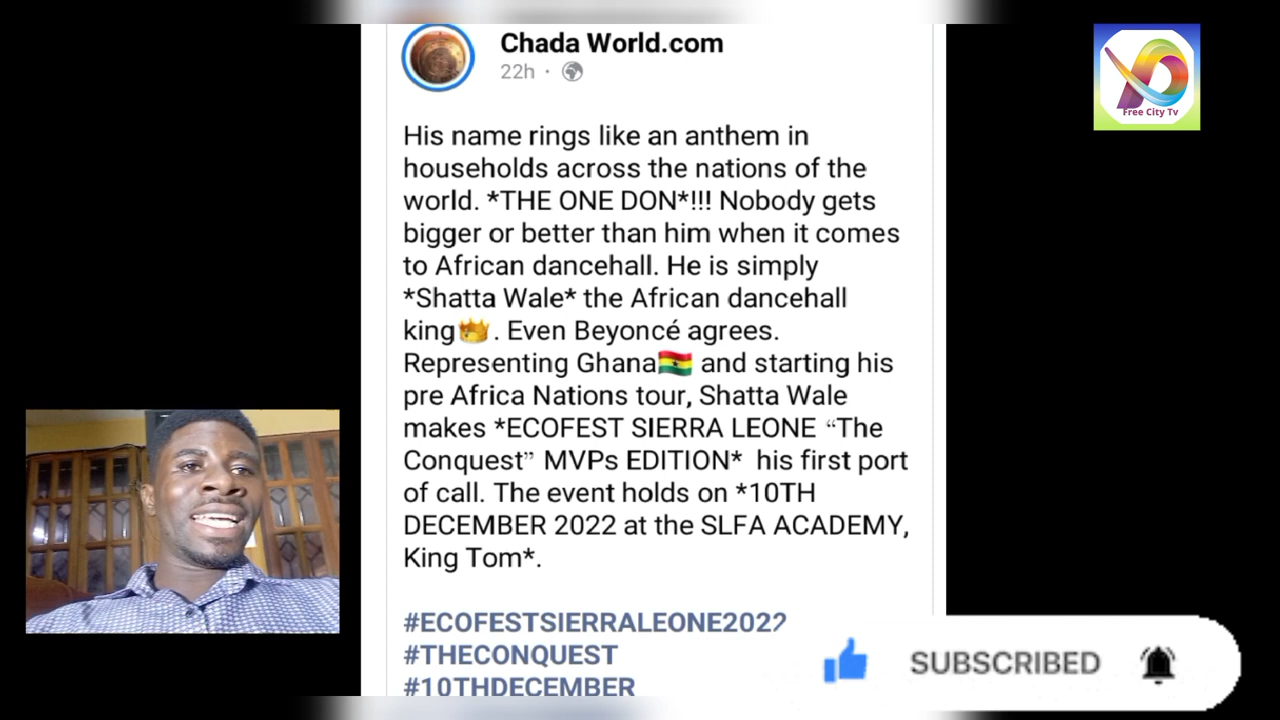 Chada World.com
22h ·
His name rings like an anthem in
households across the nations of the
world. *THE ONE DON*!!! Nobody gets
bigger or better than him when it comes
to African dancehall. He is simply
*Shatta Wale* the African dancehall
king👑. Even Beyoncé agrees.
Representing Ghana🇬🇭 and starting his
pre Africa Nations tour, Shatta Wale
makes *ECOFEST SIERRA LEONE “The
Conquest” MVPs EDITION*  his first port
of call. The event holds on *10TH
DECEMBER 2022 at the SLFA ACADEMY,
King Tom*.
#ECOFESTSIERRALEONE2022
#THECONQUEST
#10THDECEMBER
Free City Tv
SUBSCRIBED